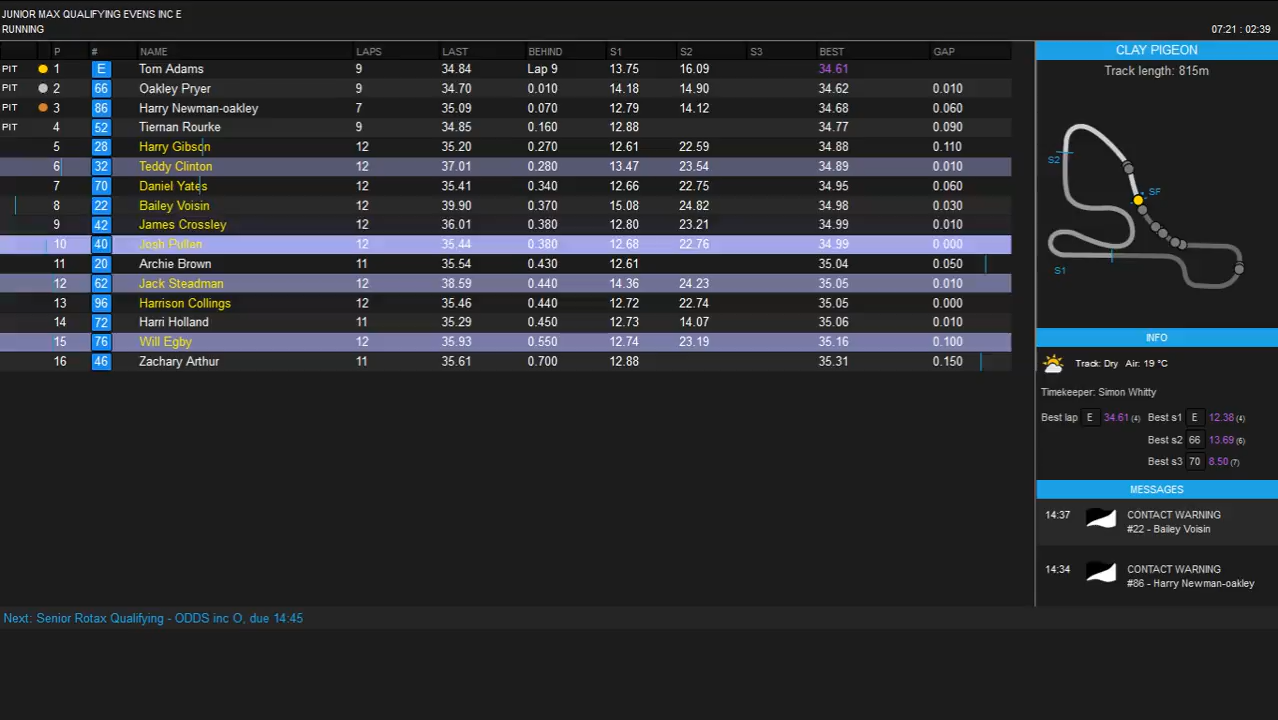 JUNIOR MAX QUALIFYING EVENS INC E
RUNNING
07:21 : 02:39
P # NAME LAPS LAST BEHIND S1 S2 S3 BEST GAP
PIT 1 E Tom Adams 9 34.84 Lap 9 13.75 16.09 34.61
PIT 2 66 Oakley Pryer 9 34.70 0.010 14.18 14.90 34.62 0.010
PIT 3 86 Harry Newman-oakley 7 35.09 0.070 12.79 14.12 34.68 0.060
PIT 4 52 Tiernan Rourke 9 34.85 0.160 12.88 34.77 0.090
5 28 Harry Gibson 12 35.20 0.270 12.61 22.59 34.88 0.110
6 32 Teddy Clinton 12 37.01 0.280 13.47 23.54 34.89 0.010
7 70 Daniel Yates 12 35.41 0.340 12.66 22.75 34.95 0.060
8 22 Bailey Voisin 12 39.90 0.370 15.08 24.82 34.98 0.030
9 42 James Crossley 12 36.01 0.380 12.80 23.21 34.99 0.010
10 40 Josh Pullan 12 35.44 0.380 12.68 22.76 34.99 0.000
11 20 Archie Brown 11 35.54 0.430 12.61 35.04 0.050
12 62 Jack Steadman 12 38.59 0.440 14.36 24.23 35.05 0.010
13 96 Harrison Collings 12 35.46 0.440 12.72 22.74 35.05 0.000
14 72 Harri Holland 11 35.29 0.450 12.73 14.07 35.06 0.010
15 76 Will Egby 12 35.93 0.550 12.74 23.19 35.16 0.100
16 46 Zachary Arthur 11 35.61 0.700 12.88 35.31 0.150
CLAY PIGEON
Track length: 815m
S2
SF
S1
INFO
Track: Dry Air: 19 °C
Timekeeper: Simon Whitty
Best lap E 34.61 (4) Best s1 E 12.38 (4)
Best s2 66 13.69 (6)
Best s3 70 8.50 (7)
MESSAGES
14:37 CONTACT WARNING
#22 - Bailey Voisin
14:34 CONTACT WARNING
#86 - Harry Newman-oakley
Next: Senior Rotax Qualifying - ODDS inc O, due 14:45